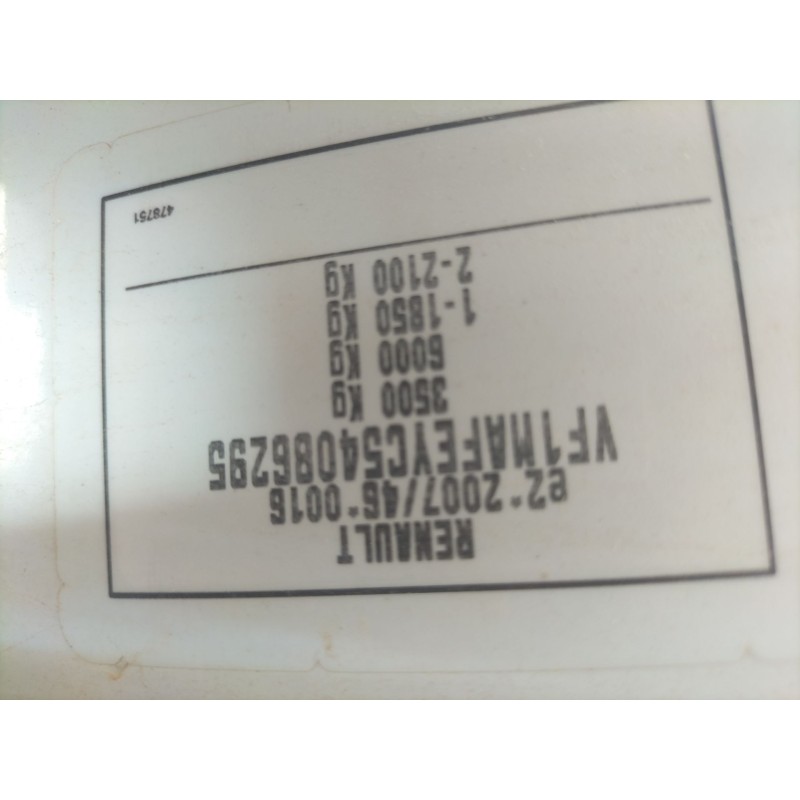 RENAULT
e2*2007/46*0016
VF1MAFEYC54086295
3500 Kg
6000 Kg
1-1850 Kg
2-2100 Kg
478751